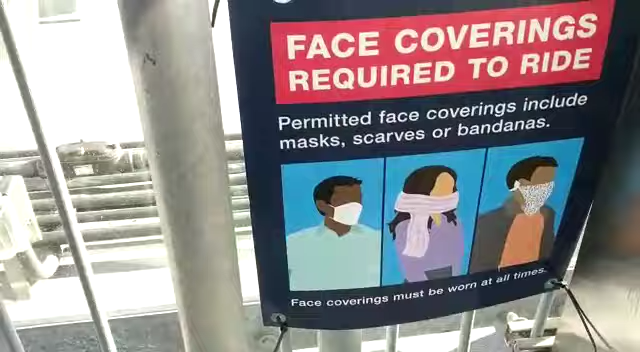 FACE COVERINGS
REQUIRED TO RIDE
Permitted face coverings include
masks, scarves or bandanas.
Face coverings must be worn at all times.